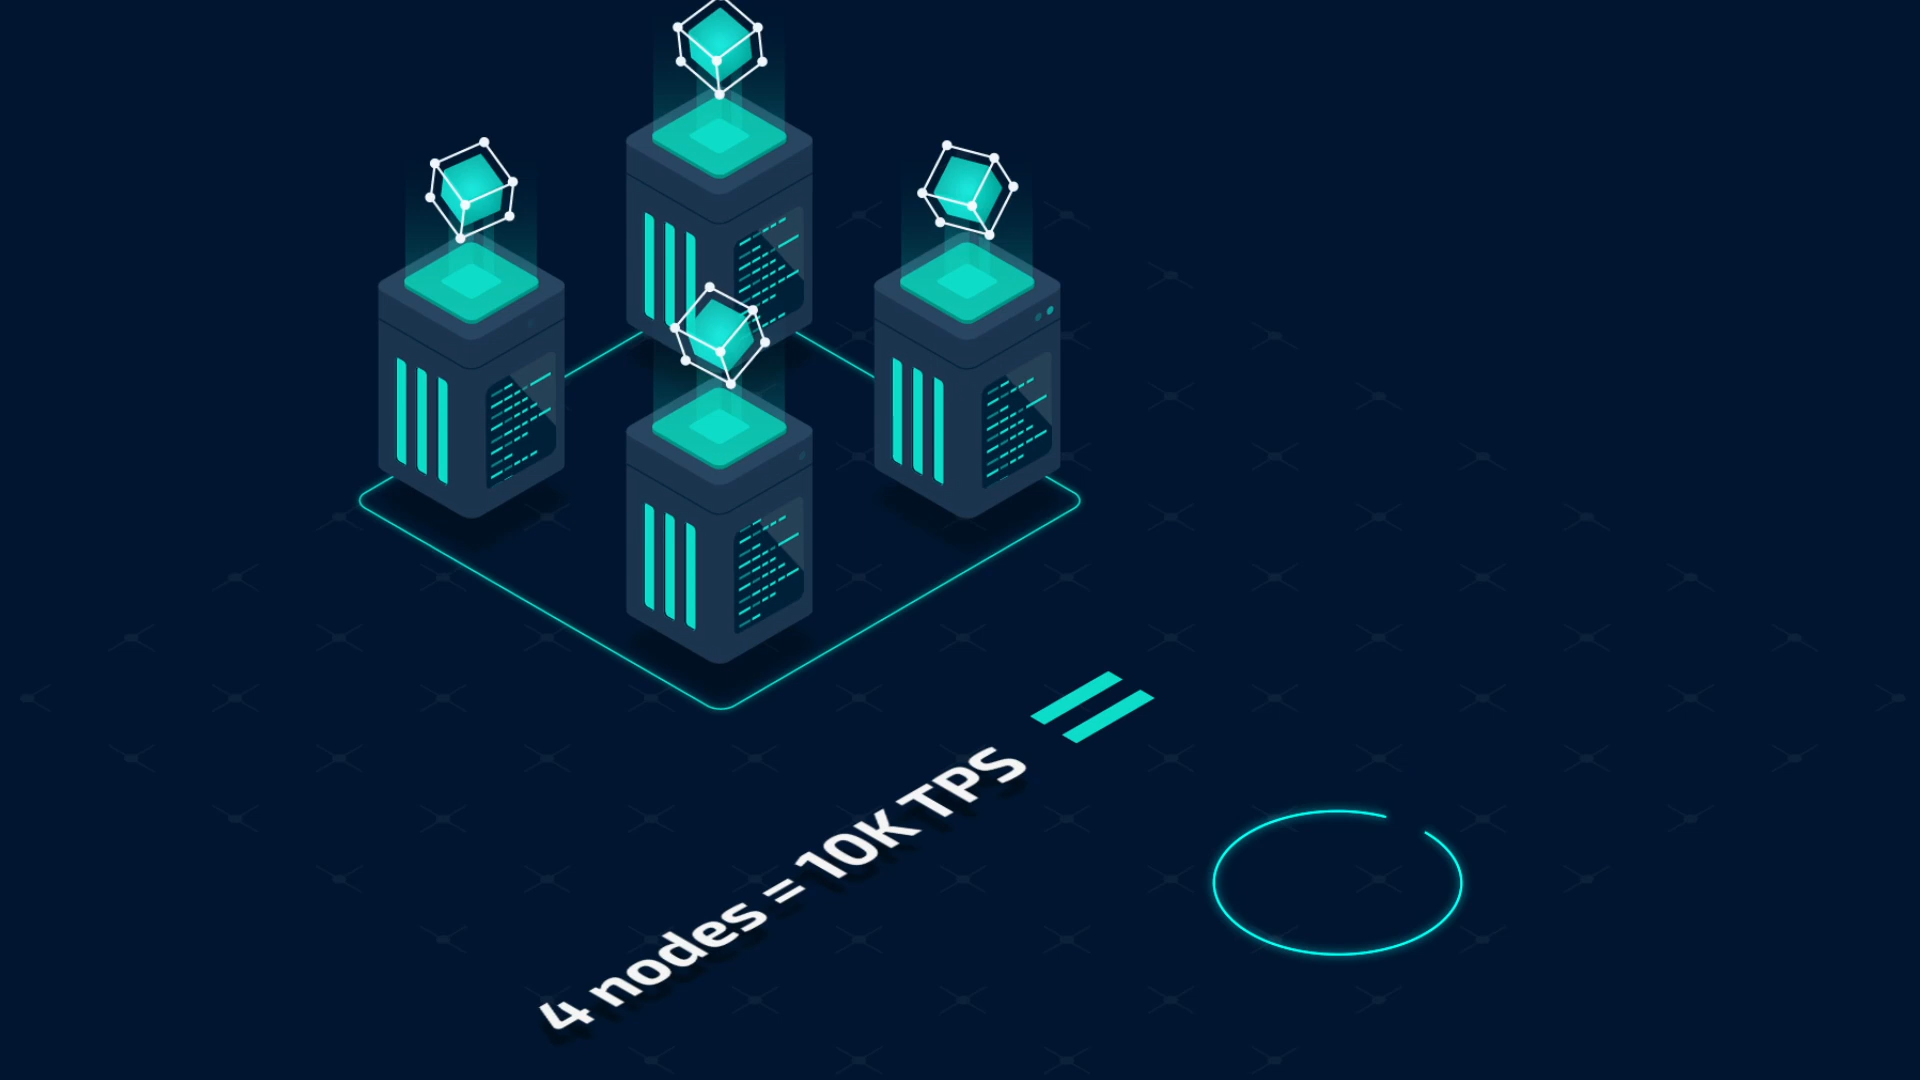 4 nodes = 10K TPS
=